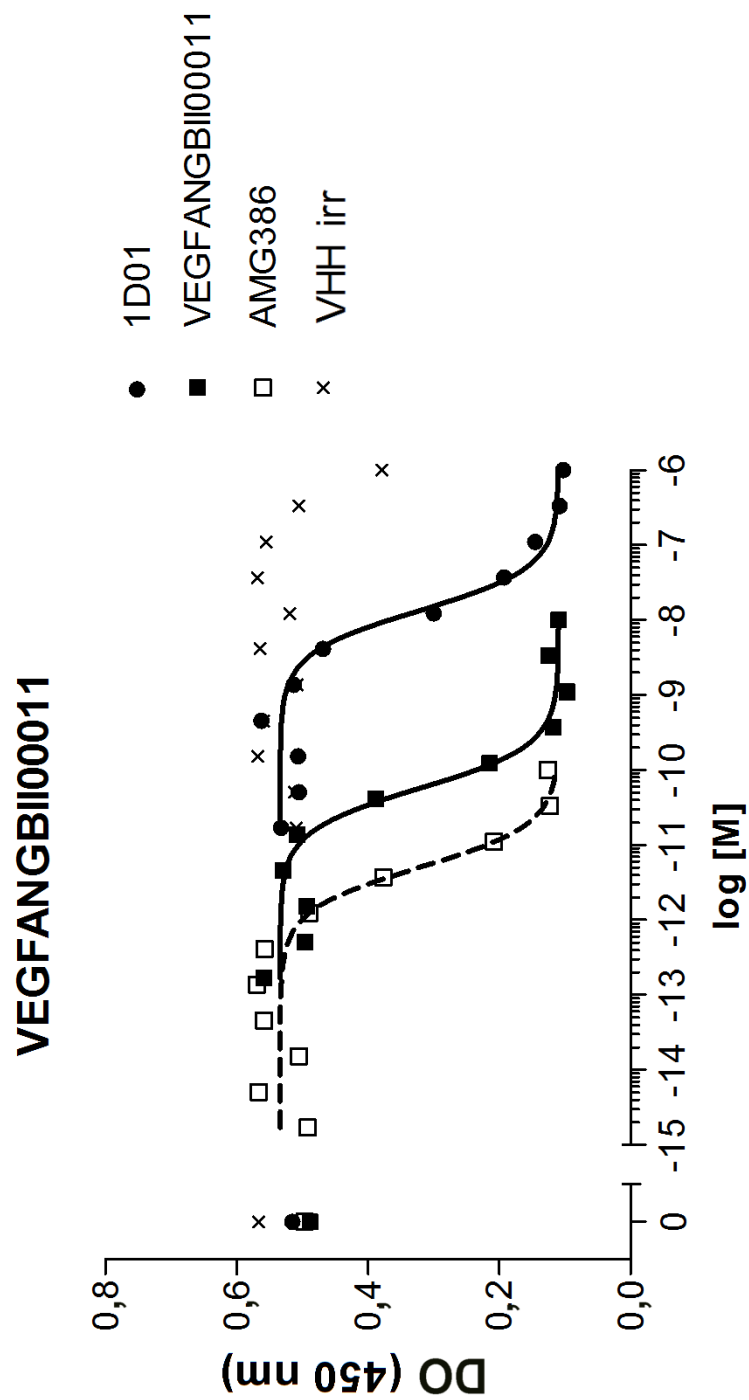 VEGFANGBII00011
1D01
VEGFANGBII00011
AMG386
VHH irr
DO (450 nm)
0,8
0,6
0,4
0,2
0,0
0
-15
-14
-13
-12
-11
-10
-9
-8
-7
-6
log [M]